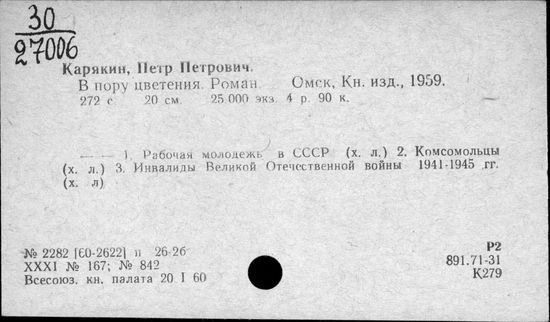 30
27006
Карякин, Петр Петрович.
В пору цветения. Роман. Омск, Кн. изд., 1959.
272 с. 20 см. 25 000 экз. 4 р. 90 к.
— — 1. Рабочая молодежь в СССР (х. л.) 2. Комсомольцы
(х. л.) 3. Инвалиды Великой Отечественной войны 1941-1945 гг.
(х. л)
№ 2282 [60-2622] п 26-26
XXXI № 167; № 842
Всесоюз. кн. палата 20 I 60
Р2
891.71-31
К279